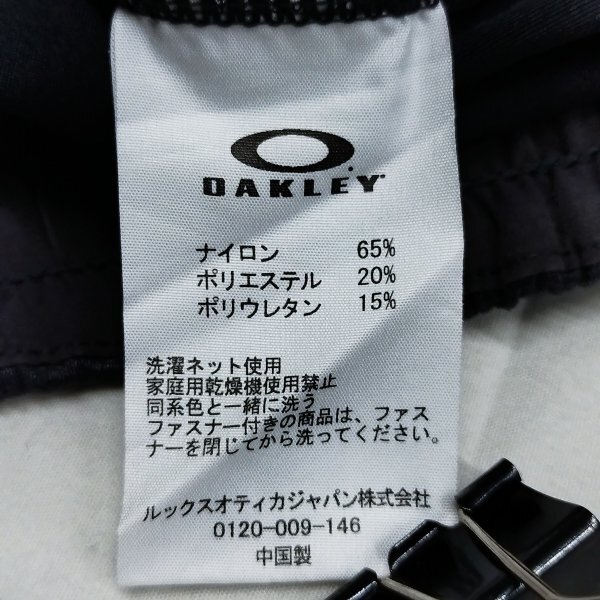 OAKLEY
ナイロン 65%
ポリエステル 20%
ポリウレタン 15%
洗濯ネット使用
家庭用乾燥機使用禁止
同系色と一緒に洗う
ファスナー付きの商品は、ファス
ナーを閉じてから洗ってください。
ルックスオティカジャパン株式会社
0120-009-146
中国製